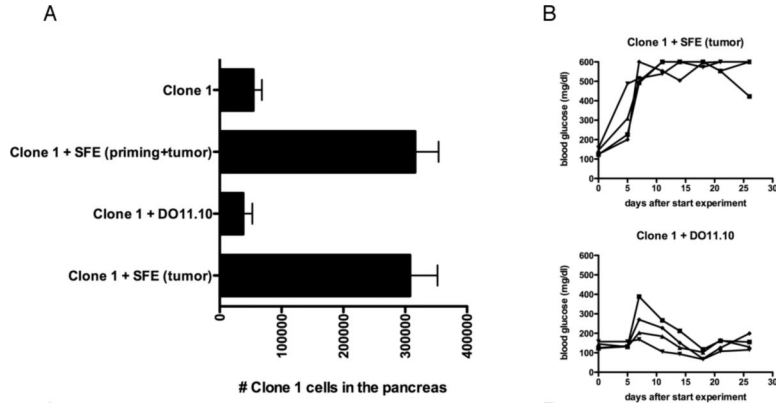 A
Clone 1
Clone 1 + SFE (priming+tumor)
Clone 1 + DO11.10
Clone 1 + SFE (tumor)
0
100000
200000
300000
400000
# Clone 1 cells in the pancreas
B
Clone 1 + SFE (tumor)
blood glucose (mg/dl)
600
500
400
300
200
100
0
0 5 10 15 20 25 30
days after start experiment
Clone 1 + DO11.10
blood glucose (mg/dl)
600
500
400
300
200
100
0
0 5 10 15 20 25 30
days after start experiment